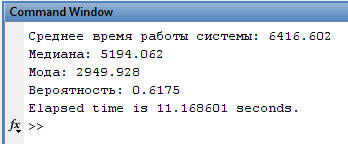 Command Window
Среднее время работы системы: 6416.602
Медиана: 5194.062
Мода: 2949.928
Вероятность: 0.6175
Elapsed time is 11.168601 seconds.
fx >>